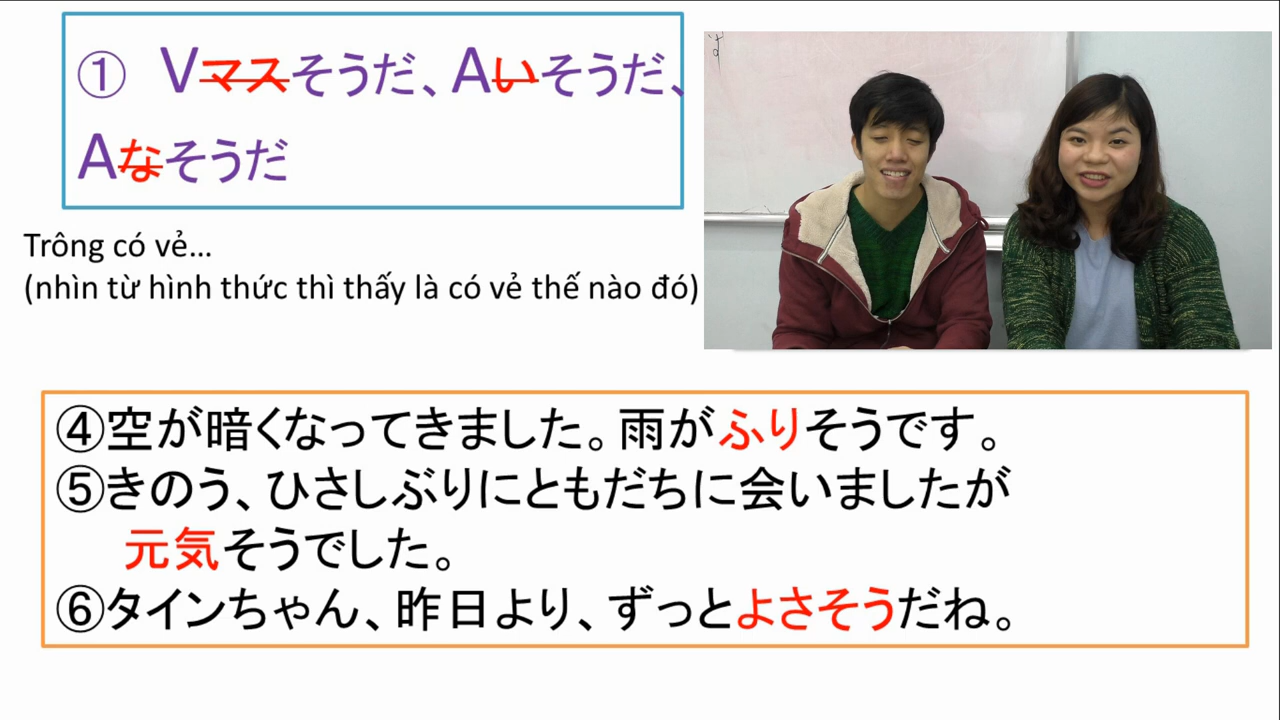 ① Vマスそうだ、Aいそうだ、
Aなそうだ
Trông có vẻ...
(nhìn từ hình thức thì thấy là có vẻ thế nào đó)
④空が暗くなってきました。雨がふりそうです。
⑤きのう、ひさしぶりにともだちに会いましたが
元気そうでした。
⑥タインちゃん、昨日より、ずっとよさそうだね。